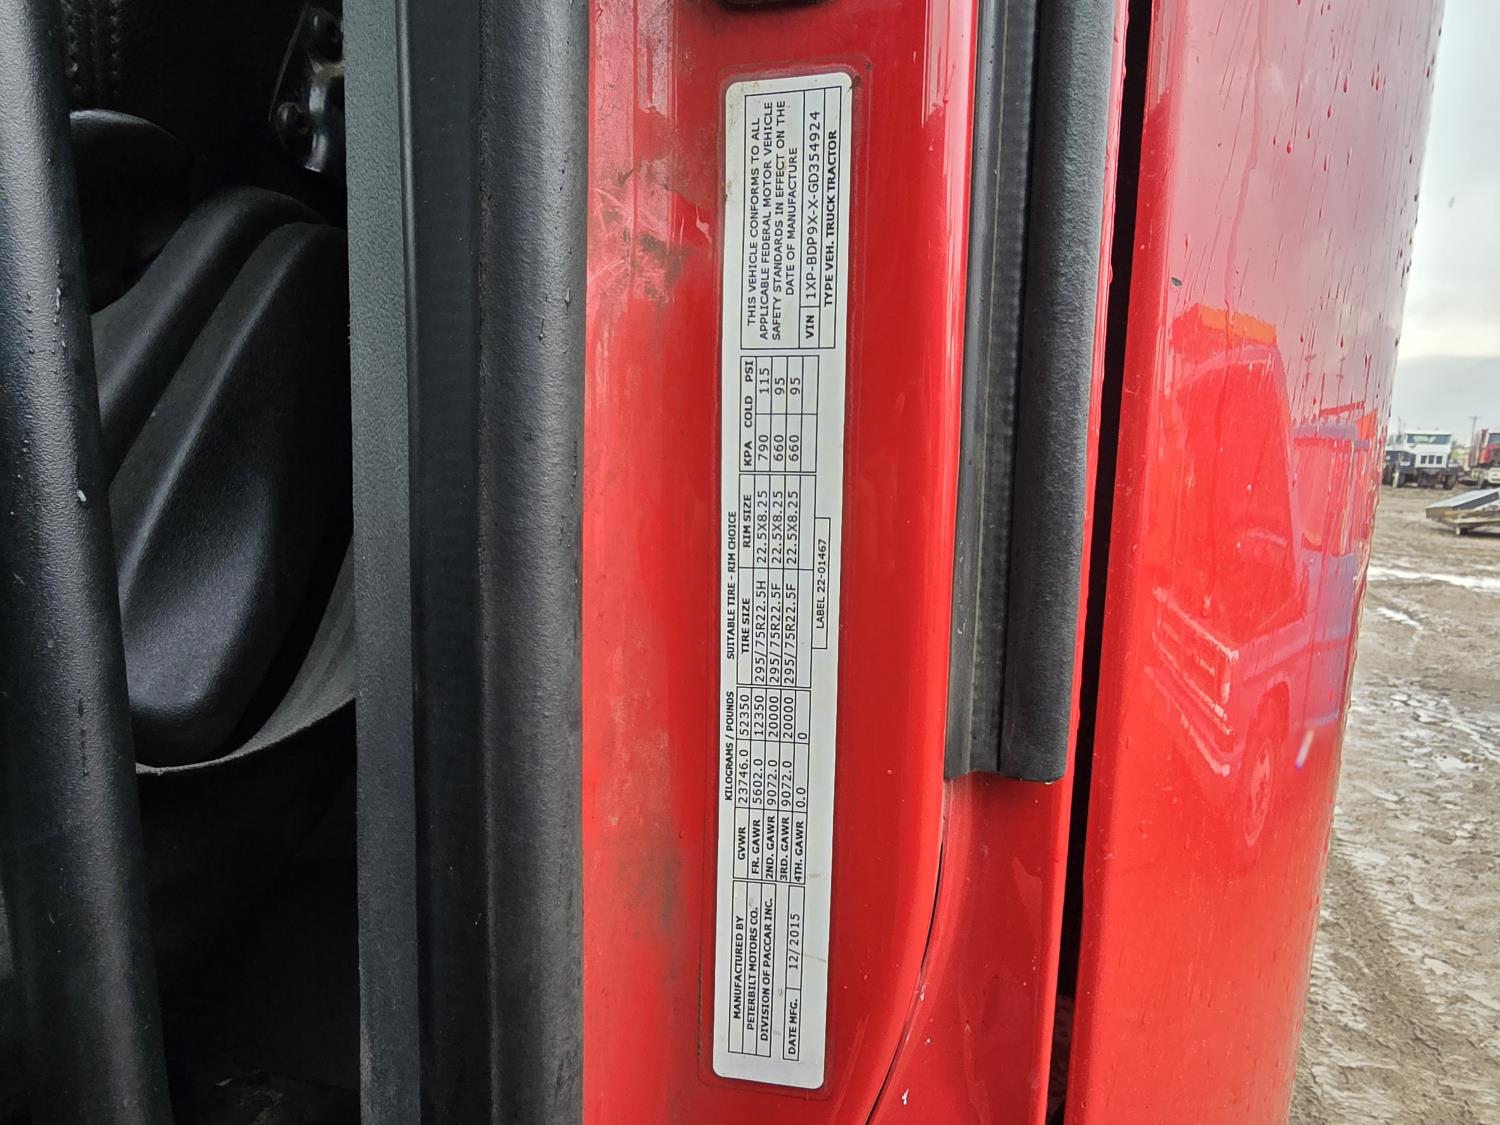 MANUFACTURED BY
PETERBILT MOTORS CO.
DIVISION OF PACCAR INC.
DATE MFG. 12/2015
KILOGRAMS / POUNDS
GVWR 23746.0 52350
FR. GAWR 5602.0 12350
2ND. GAWR 9072.0 20000
3RD. GAWR 9072.0 20000
4TH. GAWR 0.0 0
SUITABLE TIRE - RIM CHOICE
TIRE SIZE RIM SIZE KPA COLD PSI
295/75R22.5H 22.5X8.25 790 115
295/75R22.5F 22.5X8.25 660 95
295/75R22.5F 22.5X8.25 660 95
LABEL 22-01467
THIS VEHICLE CONFORMS TO ALL
APPLICABLE FEDERAL MOTOR VEHICLE
SAFETY STANDARDS IN EFFECT ON THE
DATE OF MANUFACTURE
VIN 1XP-BDP9X-X-GD354924
TYPE VEH. TRUCK TRACTOR